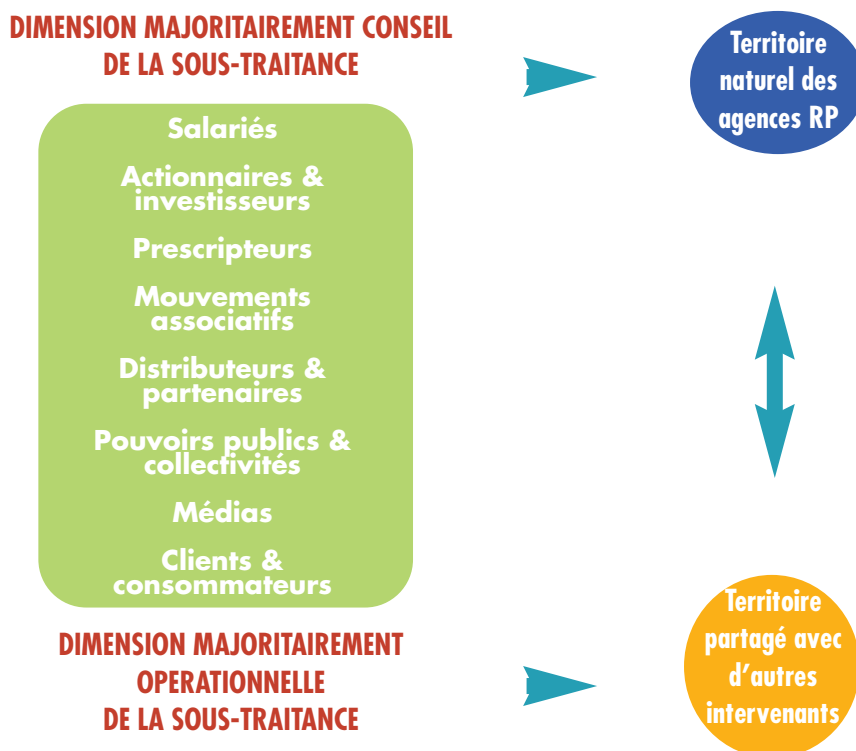 DIMENSION MAJORITAIREMENT CONSEIL
DE LA SOUS-TRAITANCE
Territoire
naturel des
agences RP
Salariés
Actionnaires &
investisseurs
Prescripteurs
Mouvements
associatifs
Distributeurs &
partenaires
Pouvoirs publics &
collectivités
Médias
Clients &
consommateurs
DIMENSION MAJORITAIREMENT
OPERATIONNELLE
DE LA SOUS-TRAITANCE
Territoire
partagé avec
d’autres
intervenants